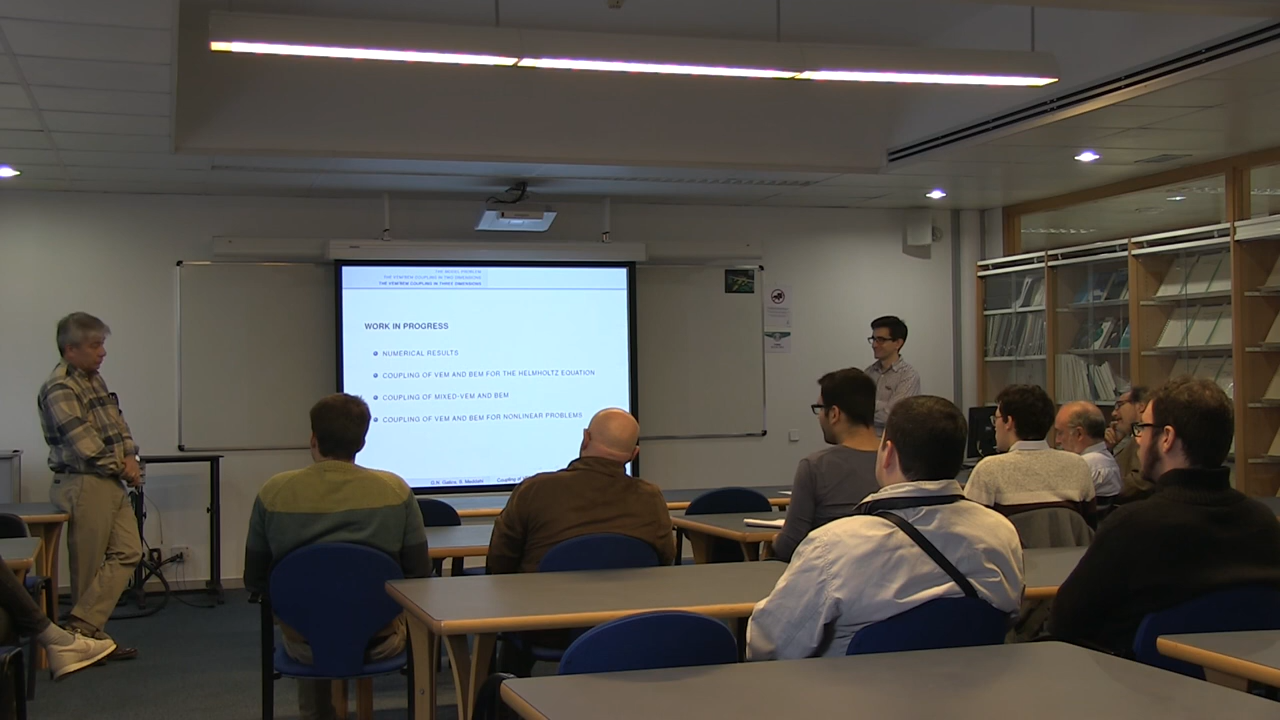 THE MODEL PROBLEM
THE VEM/BEM COUPLING IN TWO DIMENSIONS
THE VEM/BEM COUPLING IN THREE DIMENSIONS
WORK IN PROGRESS
NUMERICAL RESULTS
COUPLING OF VEM AND BEM FOR THE HELMHOLTZ EQUATION
COUPLING OF MIXED-VEM AND BEM
COUPLING OF VEM AND BEM FOR NONLINEAR PROBLEMS
G.N. Gatica, S. Meddahi
Coupling of